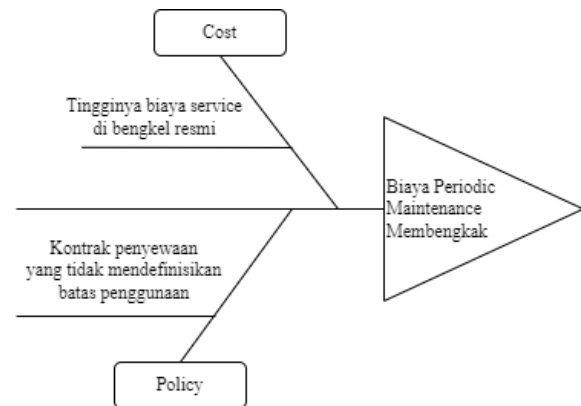 Cost
Tingginya biaya service
di bengkel resmi
Biaya Periodic
Maintenance
Membengkak
Kontrak penyewaan
yang tidak mendefinisikan
batas penggunaan
Policy